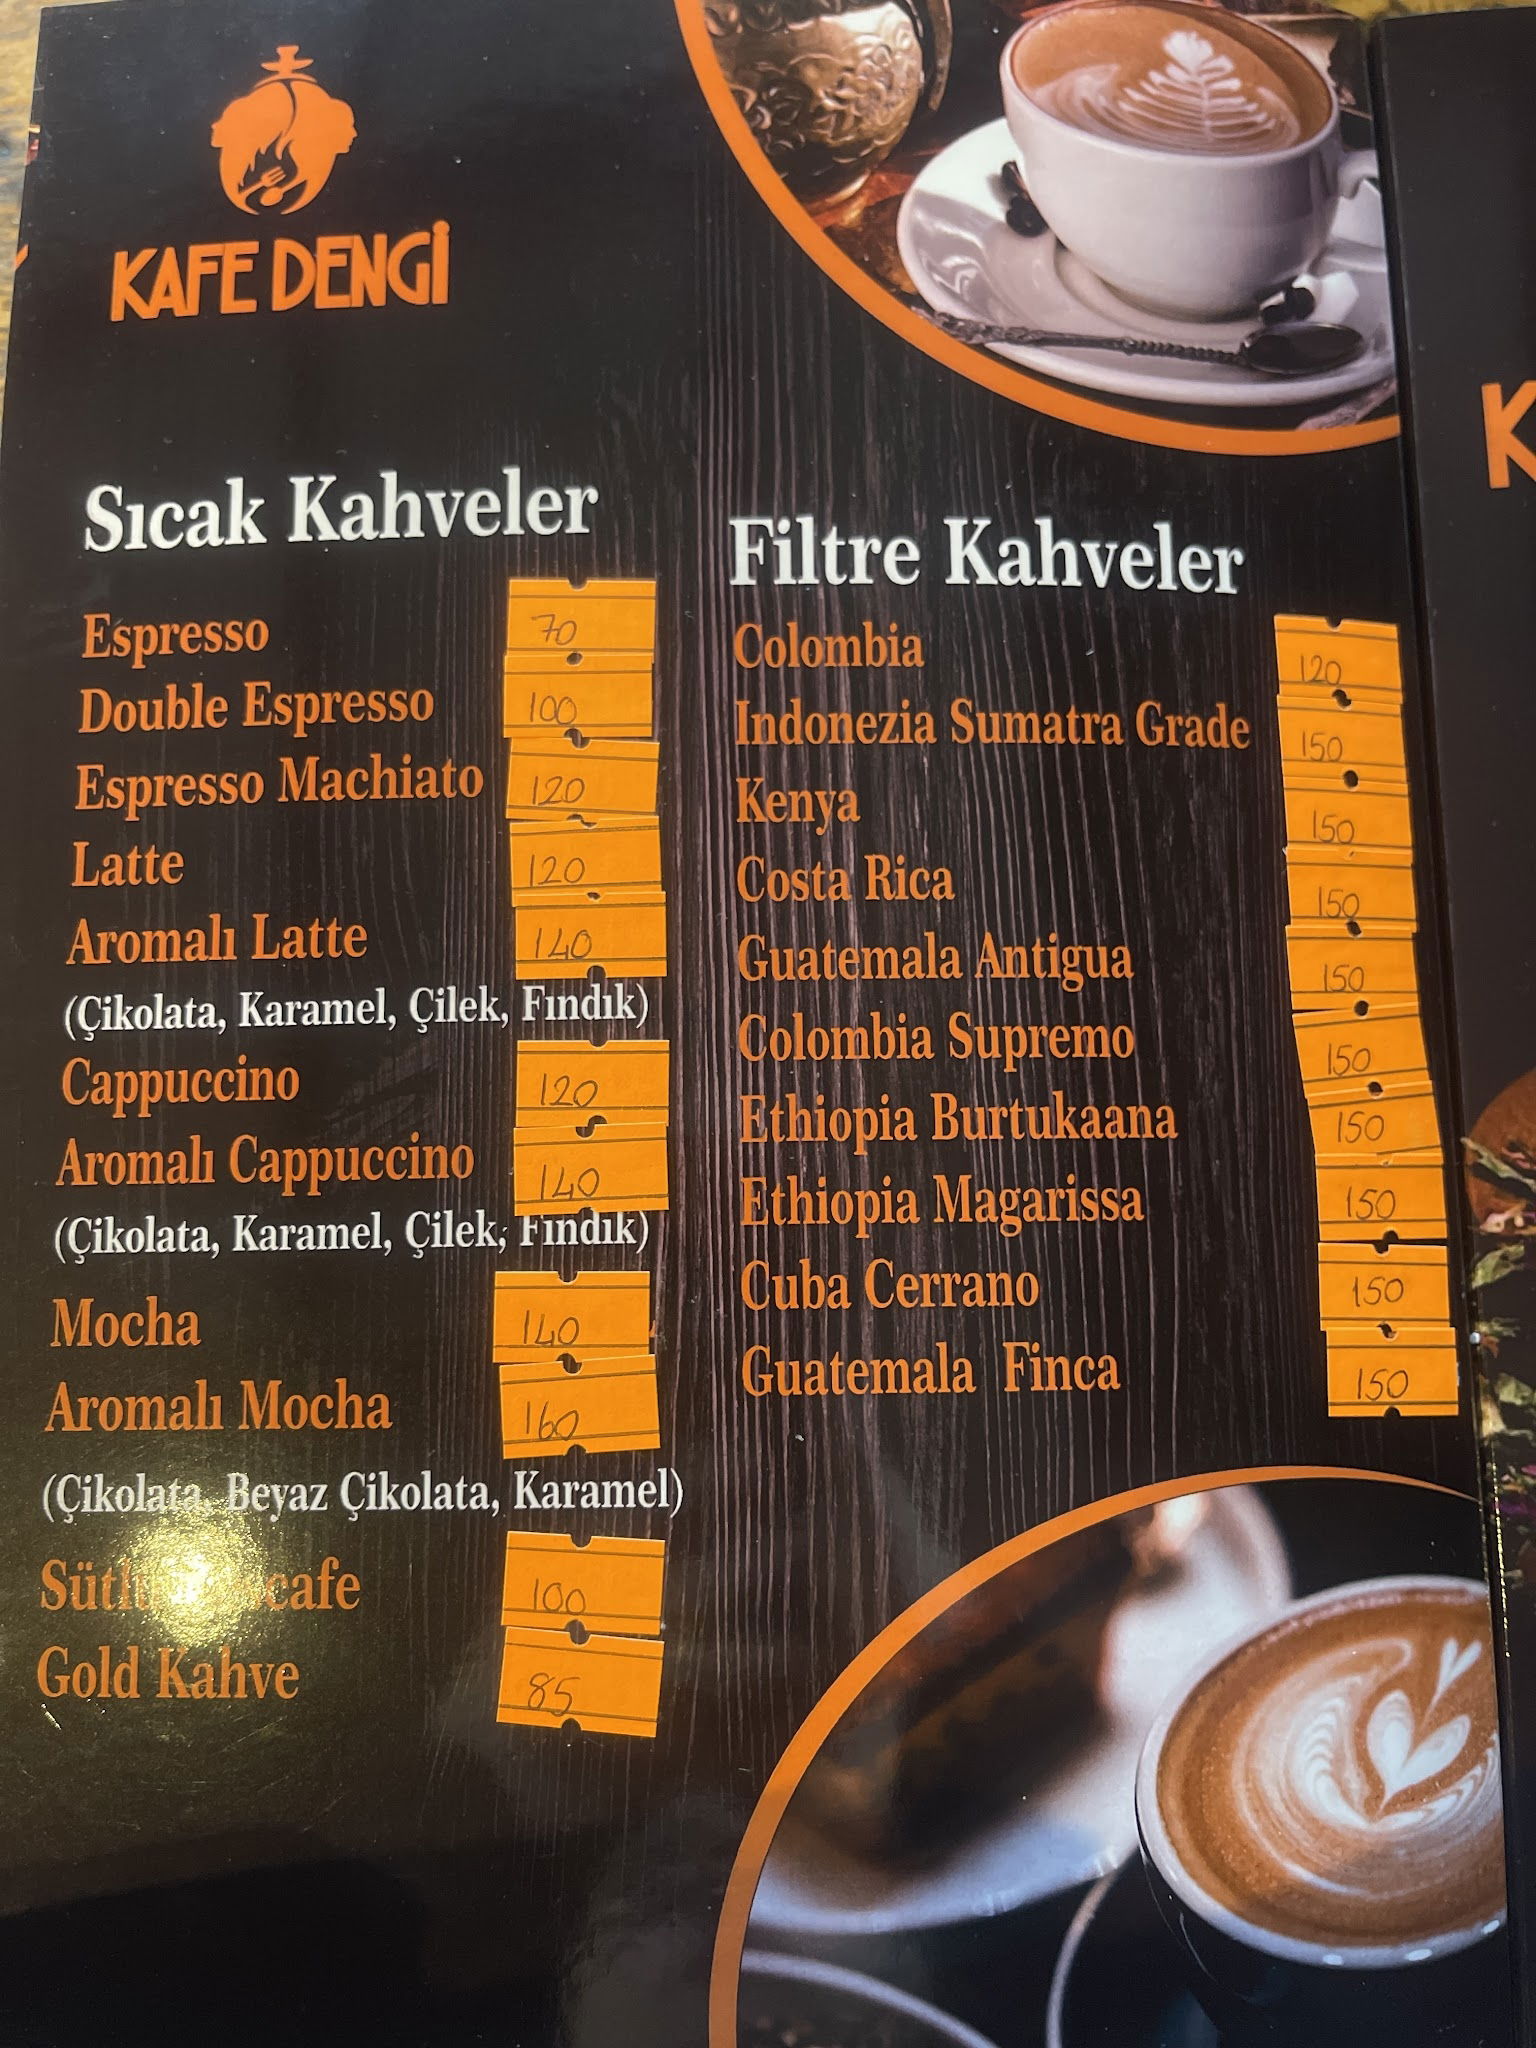 KAFE DENGİ
Sıcak Kahveler
Espresso 70
Double Espresso 100
Espresso Machiato 120
Latte 120
Aromalı Latte 140
(Çikolata, Karamel, Çilek, Fındık)
Cappuccino 120
Aromalı Cappuccino 140
(Çikolata, Karamel, Çilek, Fındık)
Mocha 140
Aromalı Mocha 160
(Çikolata, Beyaz Çikolata, Karamel)
100
Gold Kahve 85
Filtre Kahveler
Colombia 120
Indonezia Sumatra Grade 150
Kenya 150
Costa Rica 150
Guatemala Antigua 150
Colombia Supremo 150
Ethiopia Burtukaana 150
Ethiopia Magarissa 150
Cuba Cerrano 150
Guatemala Finca 150
K